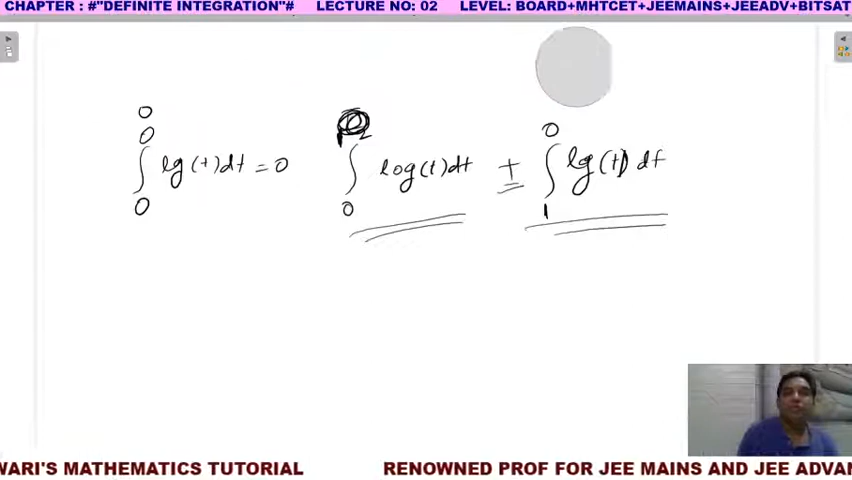 CHAPTER : #"DEFINITE INTEGRATION"# LECTURE NO: 02 LEVEL: BOARD+MHTCET+JEEMAINS+JEEADV+BITSAT
0
0
∫ lg(t)dt = 0 ∫ log(t)dt + ∫ lg(t) dt
0 0 1
0
WARI'S MATHEMATICS TUTORIAL RENOWNED PROF FOR JEE MAINS AND JEE ADVAN